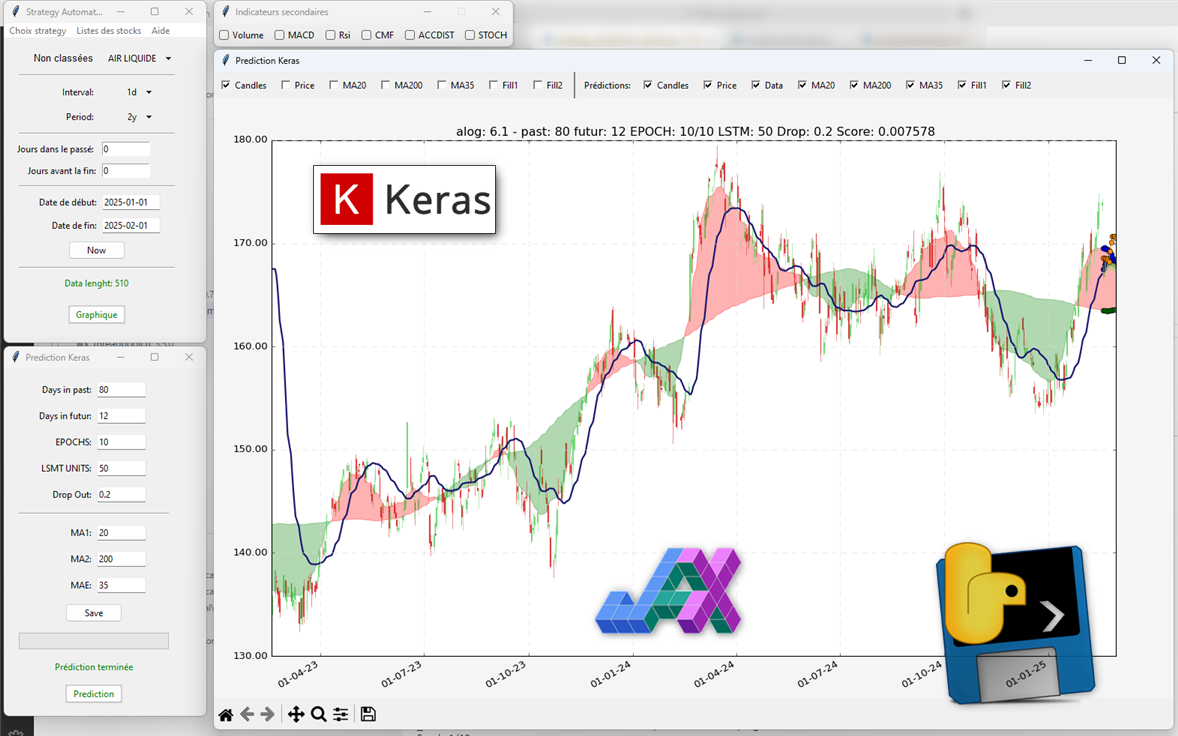 Strategy Automat...
Choix strategy Listes des stocks Aide
Non classées AIR LIQUIDE
Interval: 1d
Period: 2y
Jours dans le passé: 0
Jours avant la fin: 0
Date de début: 2025-01-01
Date de fin: 2025-02-01
Now
Data lenght: 510
Graphique
Prediction Keras
Days in past: 80
Days in futur: 12
EPOCHS: 10
LSMT UNITS: 50
Drop Out: 0.2
MA1: 20
MA2: 200
MAE: 35
Save
Prédiction terminée
Prediction
Indicateurs secondaires
Volume MACD Rsi CMF ACCDIST STOCH
Prediction Keras
Candles Price MA20 MA200 MA35 Fill1 Fill2 Prédictions: Candles Price Data MA20 MA200 MA35 Fill1 Fill2
alog: 6.1 - past: 80 futur: 12 EPOCH: 10/10 LSTM: 50 Drop: 0.2 Score: 0.007578
180.00
K Keras
170.00
160.00
150.00
140.00
JAX
130.00
01-04-23 01-07-23 01-10-23 01-01-24 01-04-24 01-07-24 01-10-24 01-01-25